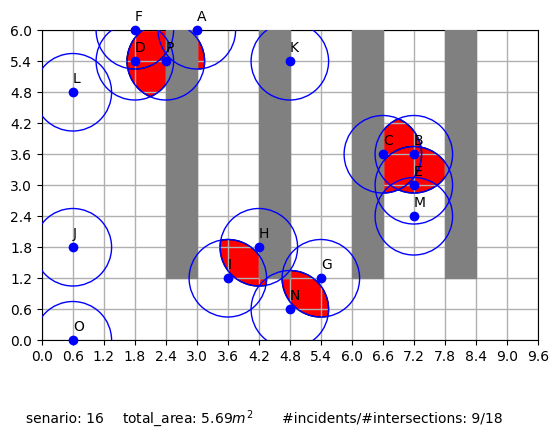 F A
6.0
D P K
5.4
L
4.8
4.2
C B
3.6
E
3.0
M
2.4
J H
1.8
I G
1.2
N
0.6
O
0.0
0.0 0.6 1.2 1.8 2.4 3.0 3.6 4.2 4.8 5.4 6.0 6.6 7.2 7.8 8.4 9.0 9.6
senario: 16 total_area: 5.69m² #incidents/#intersections: 9/18